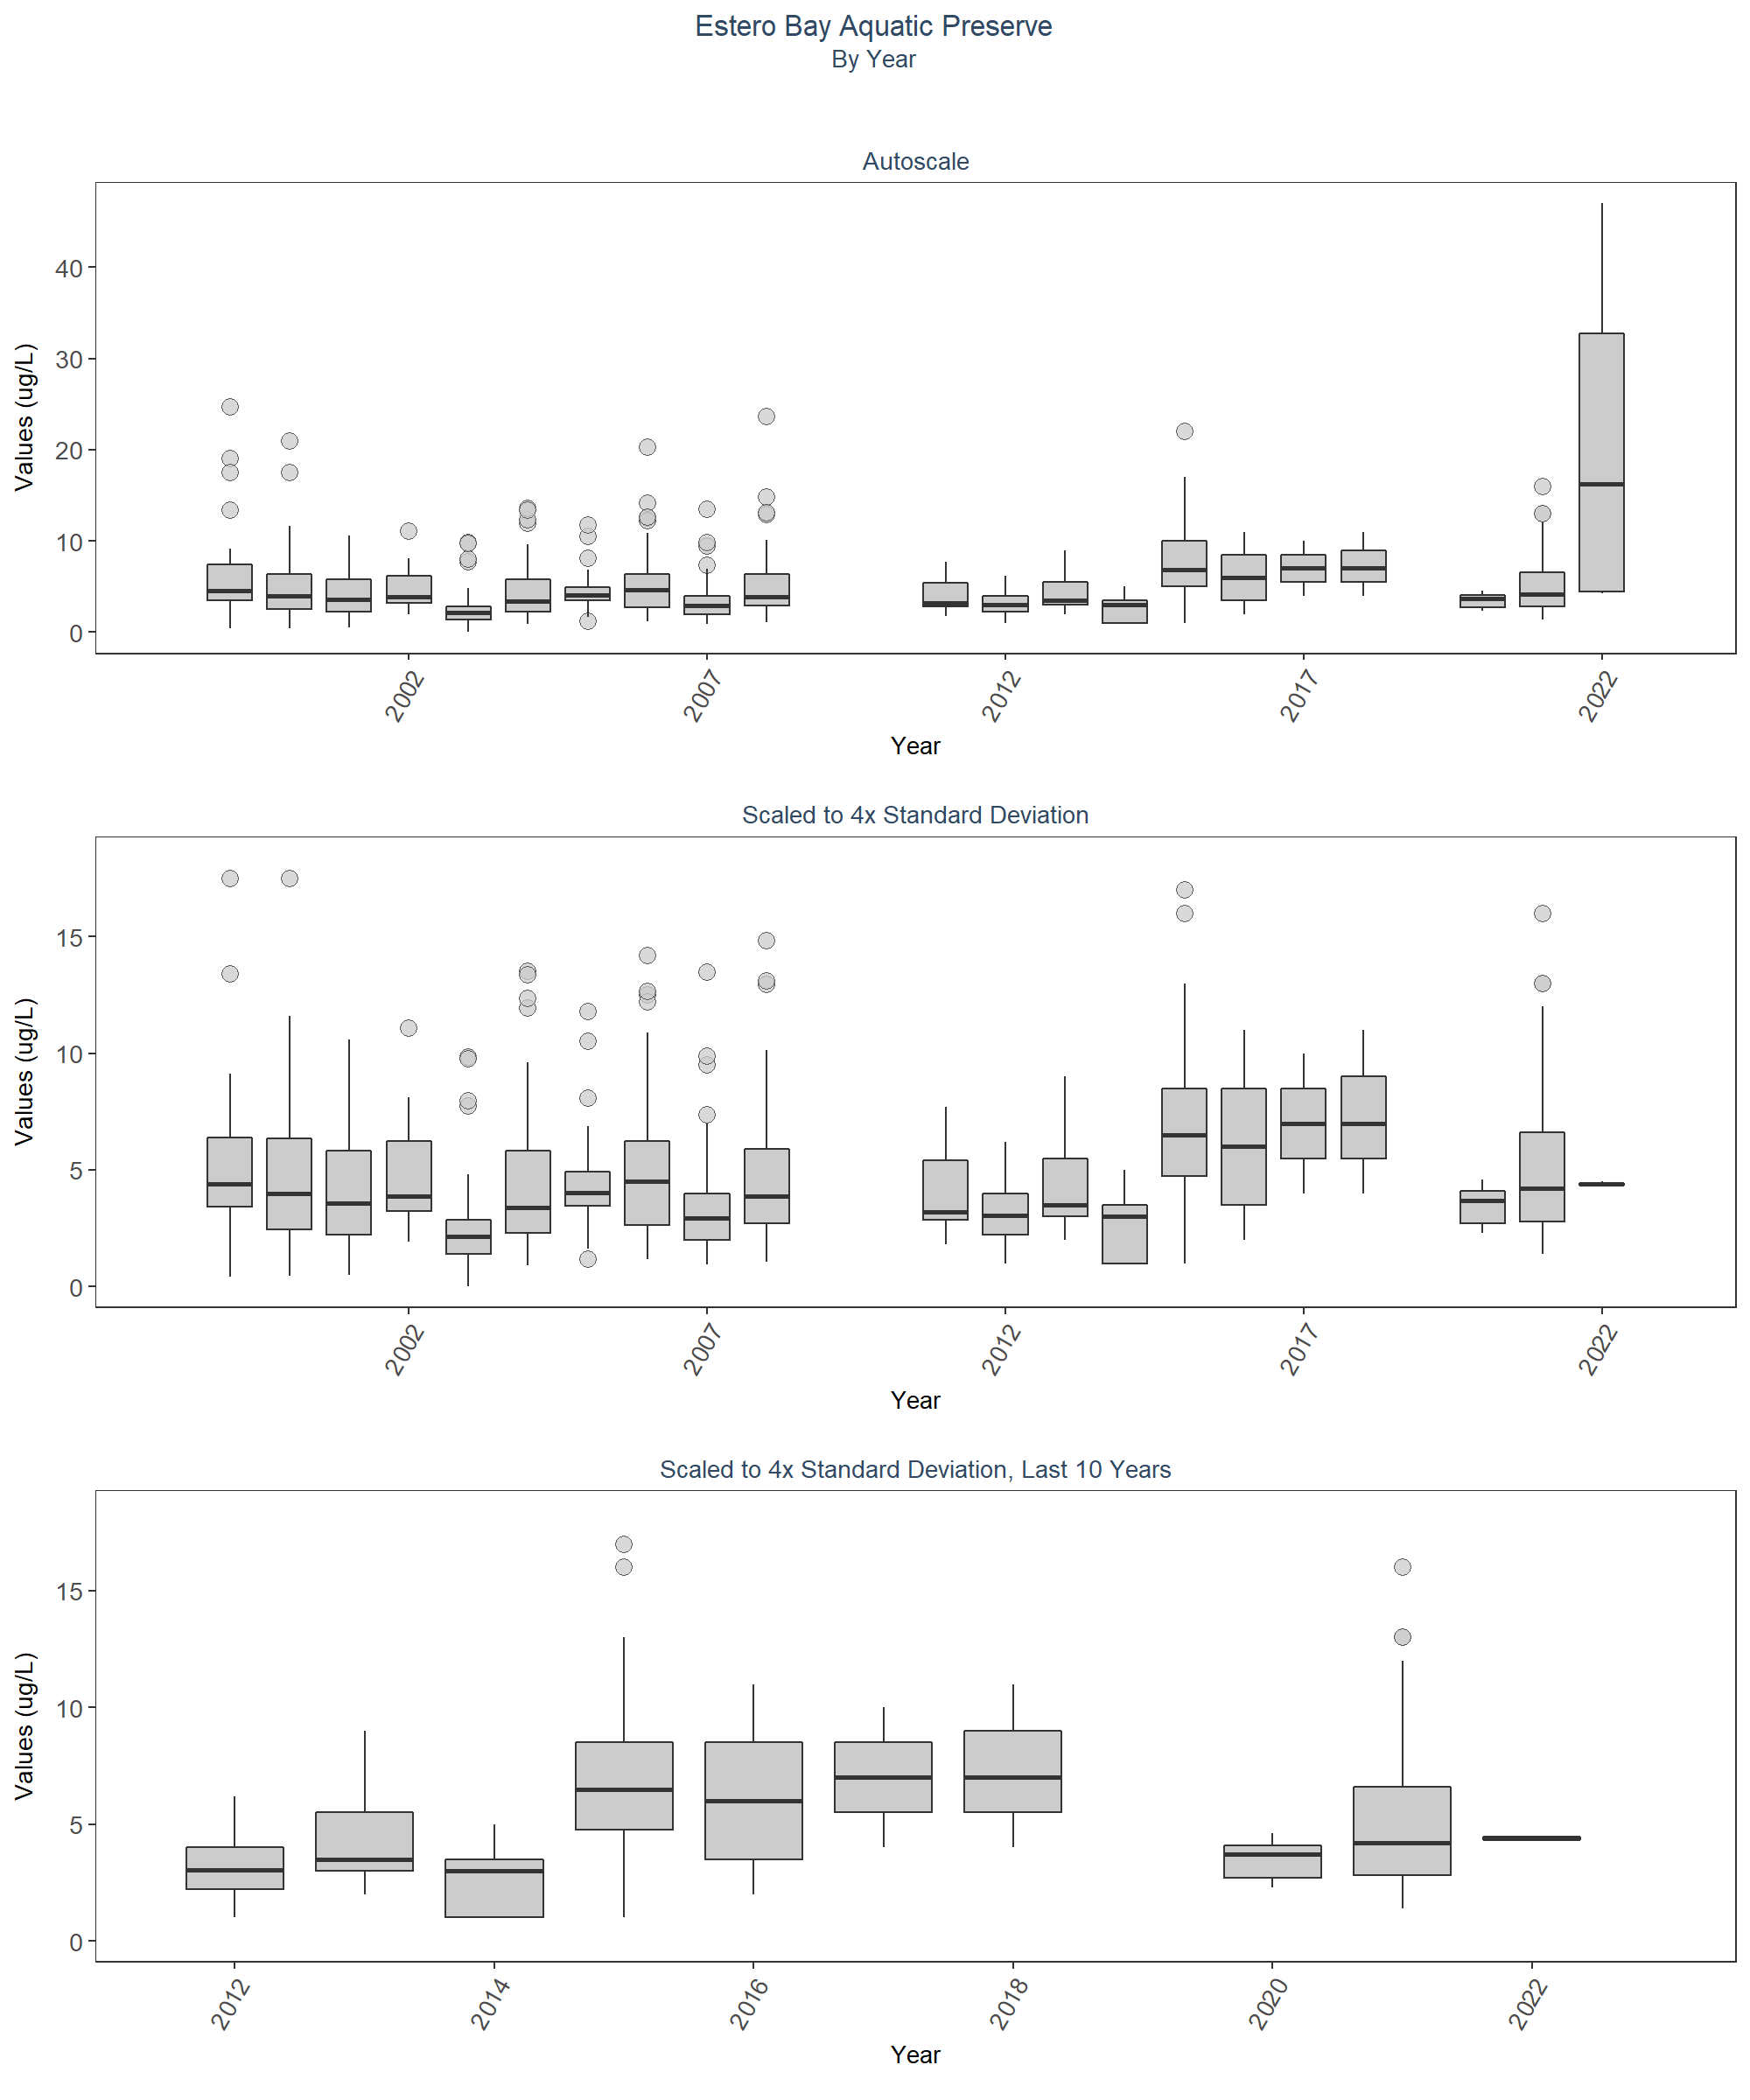 Estero Bay Aquatic Preserve
By Year
Autoscale
Values (ug/L)
40
30
20
10
0
2002
2007
2012
2017
2022
Year
Scaled to 4x Standard Deviation
Values (ug/L)
15
10
5
0
2002
2007
2012
2017
2022
Year
Scaled to 4x Standard Deviation, Last 10 Years
Values (ug/L)
15
10
5
0
2012
2014
2016
2018
2020
2022
Year